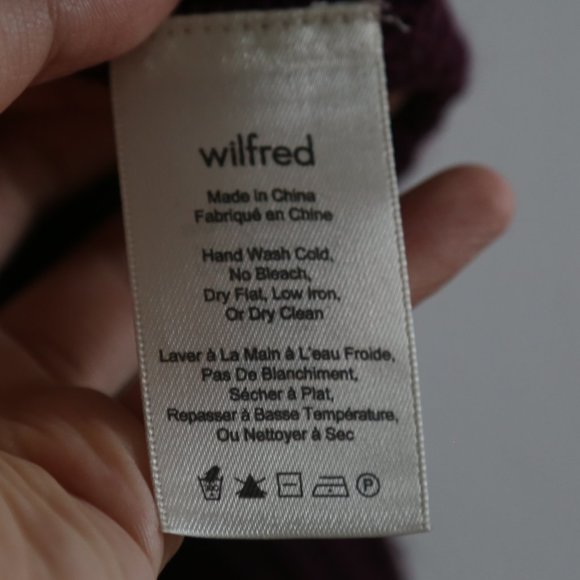 wilfred
Made in China
Fabriqué en Chine
Hand Wash Cold,
No Bleach,
Dry Flat, Low Iron,
Or Dry Clean
Laver à La Main à L'eau Froide,
Pas De Blanchiment,
Sécher à Plat,
Repasser à Basse Température,
Ou Nettoyer à Sec
P